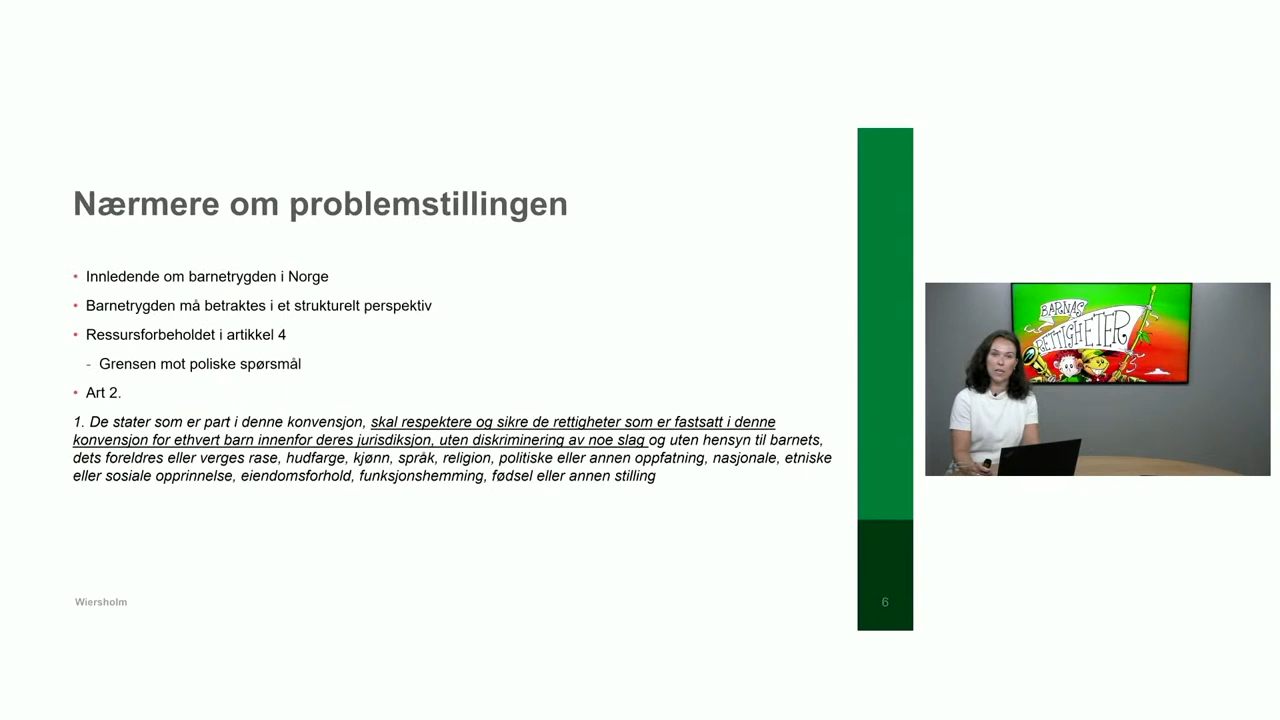 Nærmere om problemstillingen
• Innledende om barnetrygden i Norge
• Barnetrygden må betraktes i et strukturelt perspektiv
• Ressursforbeholdet i artikkel 4
- Grensen mot poliske spørsmål
• Art 2.
1. De stater som er part i denne konvensjon, skal respektere og sikre de rettigheter som er fastsatt i denne
konvensjon for ethvert barn innenfor deres jurisdiksjon, uten diskriminering av noe slag og uten hensyn til barnets,
dets foreldres eller verges rase, hudfarge, kjønn, språk, religion, politiske eller annen oppfatning, nasjonale, etniske
eller sosiale opprinnelse, eiendomsforhold, funksjonshemming, fødsel eller annen stilling
Wiersholm
6
BARNAS
RETTIGHETER